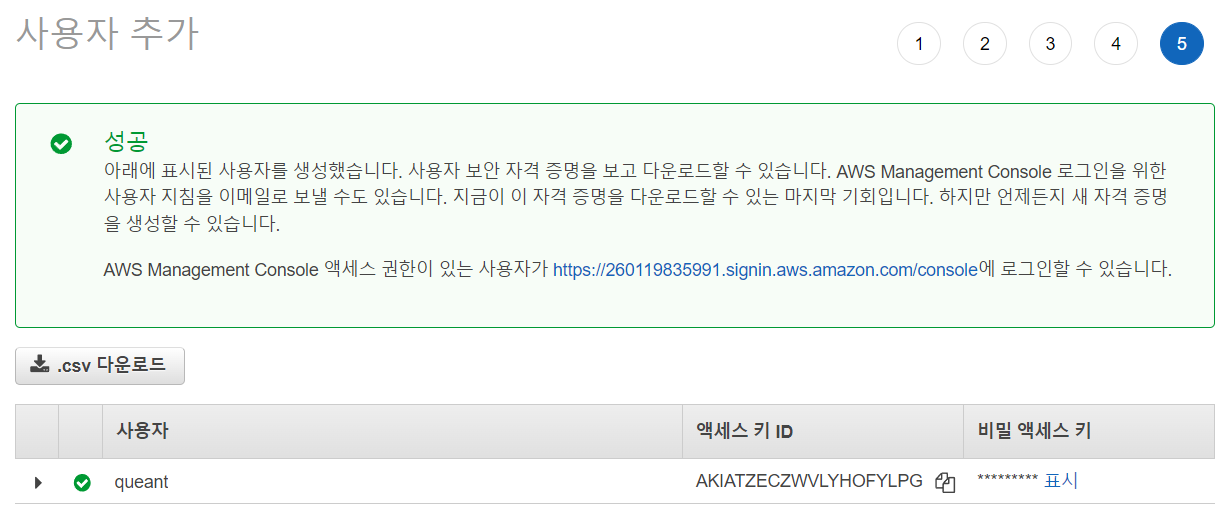 사용자 추가
1 2 3 4 5
성공
아래에 표시된 사용자를 생성했습니다. 사용자 보안 자격 증명을 보고 다운로드할 수 있습니다. AWS Management Console 로그인을 위한
사용자 지침을 이메일로 보낼 수도 있습니다. 지금이 이 자격 증명을 다운로드할 수 있는 마지막 기회입니다. 하지만 언제든지 새 자격 증명
을 생성할 수 있습니다.
AWS Management Console 액세스 권한이 있는 사용자가 https://260119835991.signin.aws.amazon.com/console에 로그인할 수 있습니다.
.csv 다운로드
사용자 액세스 키 ID 비밀 액세스 키
queant AKIATZECZWVLYHOFYLPG ********* 표시